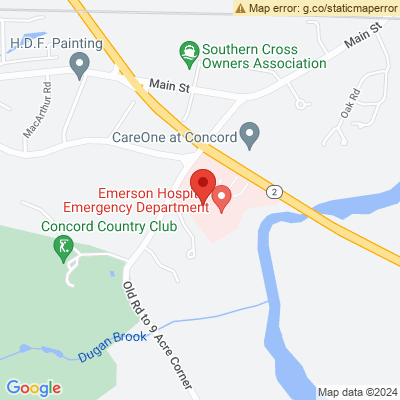 Map error: g.co/staticmaperror
H.D.F. Painting
Southern Cross
Owners Association
Main St
Main St
MacArthur Rd
Oak Rd
CareOne at Concord
2
Emerson Hospit
Emergency Department
Concord Country Club
Old Rd to 9 Acre Corner
Dugan Brook
Google
Map data ©2024